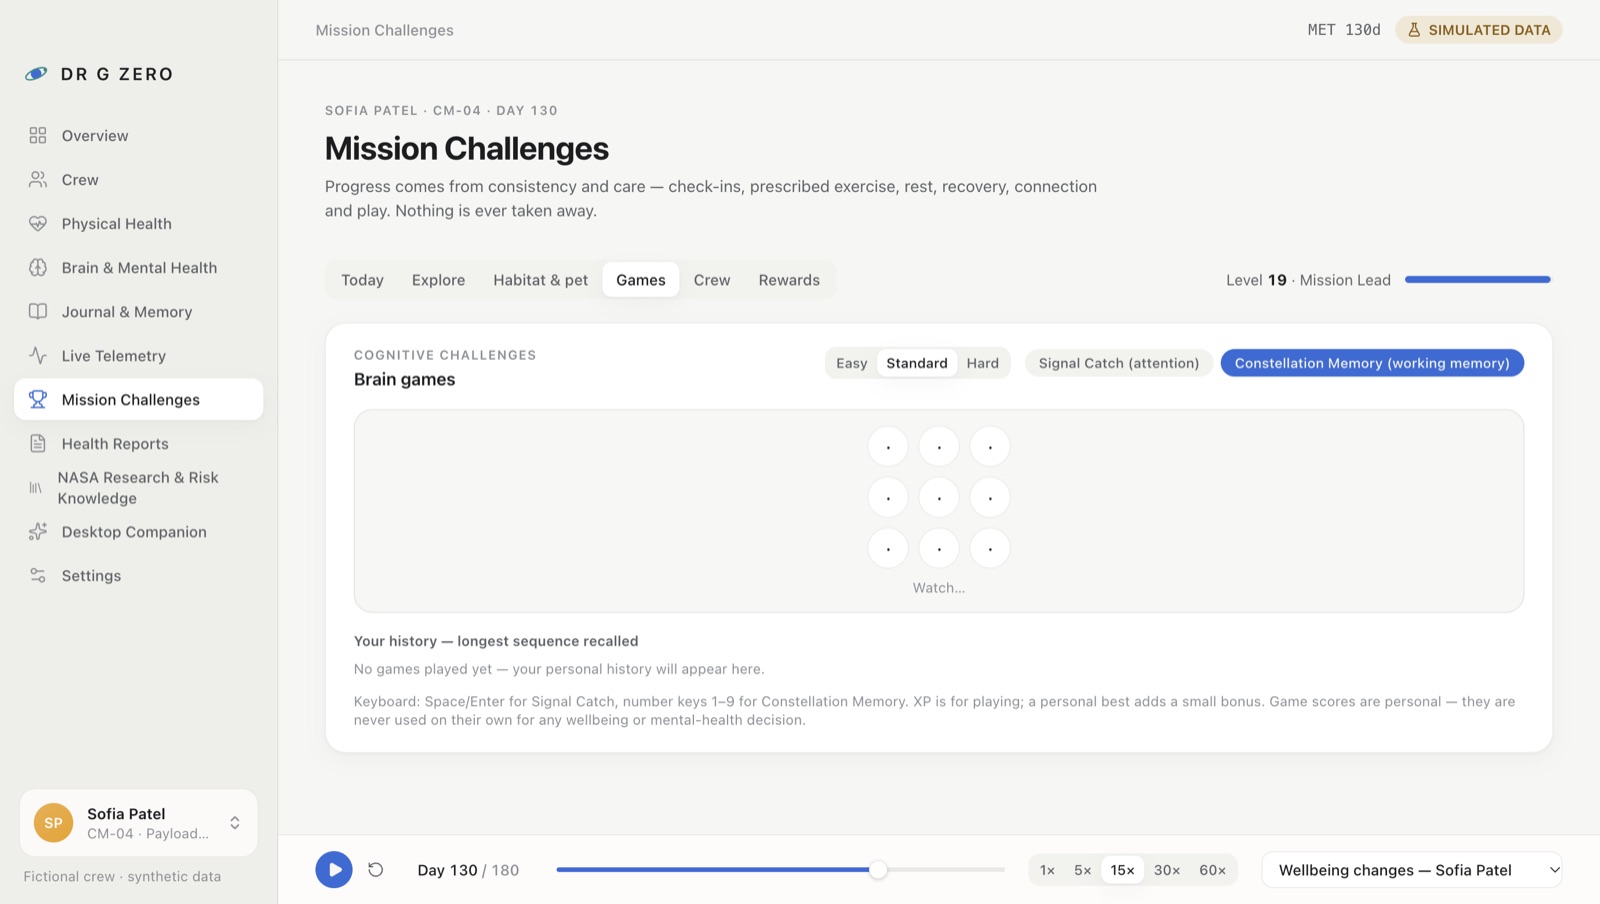 DR G ZERO
Overview
Crew
Physical Health
Brain & Mental Health
Journal & Memory
Live Telemetry
Mission Challenges
Health Reports
NASA Research & Risk
Knowledge
Desktop Companion
Settings
SP
Sofia Patel
CM-04 · Payload...
Fictional crew · synthetic data
Mission Challenges
MET 130d
SIMULATED DATA
SOFIA PATEL · CM-04 · DAY 130
Mission Challenges
Progress comes from consistency and care — check-ins, prescribed exercise, rest, recovery, connection
and play. Nothing is ever taken away.
Today Explore Habitat & pet Games Crew Rewards
Level 19 · Mission Lead
COGNITIVE CHALLENGES
Brain games
Easy Standard Hard
Signal Catch (attention)
Constellation Memory (working memory)
· · ·
· · ·
· · ·
Watch...
Your history — longest sequence recalled
No games played yet — your personal history will appear here.
Keyboard: Space/Enter for Signal Catch, number keys 1–9 for Constellation Memory. XP is for playing; a personal best adds a small bonus. Game scores are personal — they are
never used on their own for any wellbeing or mental-health decision.
Day 130 / 180
1× 5× 15× 30× 60×
Wellbeing changes — Sofia Patel